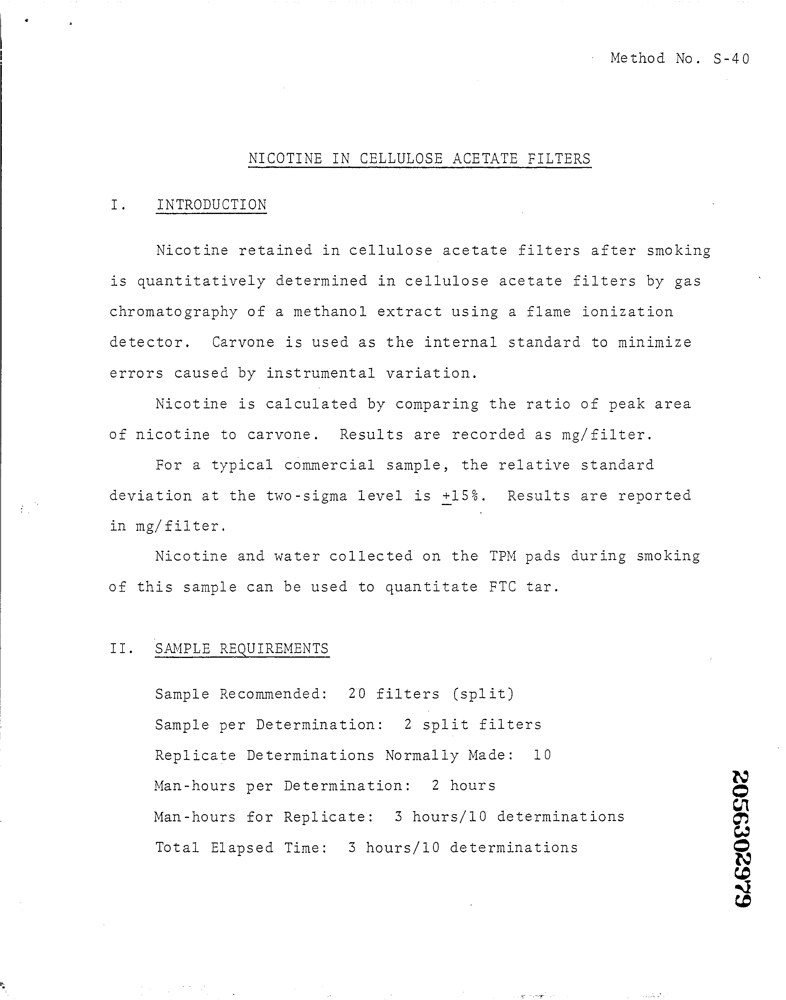 Method No. S-40
NICOTINE IN CELLULOSE ACETATE FILTERS
I. INTRODUCTION
Nicotine retained in cellulose acetate filters after smoking
is quantitatively determined in cellulose acetate filters by gas
chromatography of a methanol extract using a flame ionization
detector. Carvone is used as the internal standard to minimize
errors caused by instrumental variation.
Nicotine is calculated by comparing the ratio of peak area
of nicotine to carvone. Results are recorded as mg/filter.
For a typical commercial sample, the relative standard
deviation at the two-sigma level is ±15%. Results are reported
in mg/filter.
Nicotine and water collected on the TPM pads during smoking
of this sample can be used to quantitate FTC tar.
II. SAMPLE REQUIREMENTS
Sample Recommended: 20 filters (split)
Sample per Determination: 2 split filters
Replicate Determinations Normally Made: 10
Man-hours per Determination: 2 hours
Man-hours for Replicate: 3 hours/10 determinations
Total Elapsed Time: 3 hours/10 determinations
2056302979